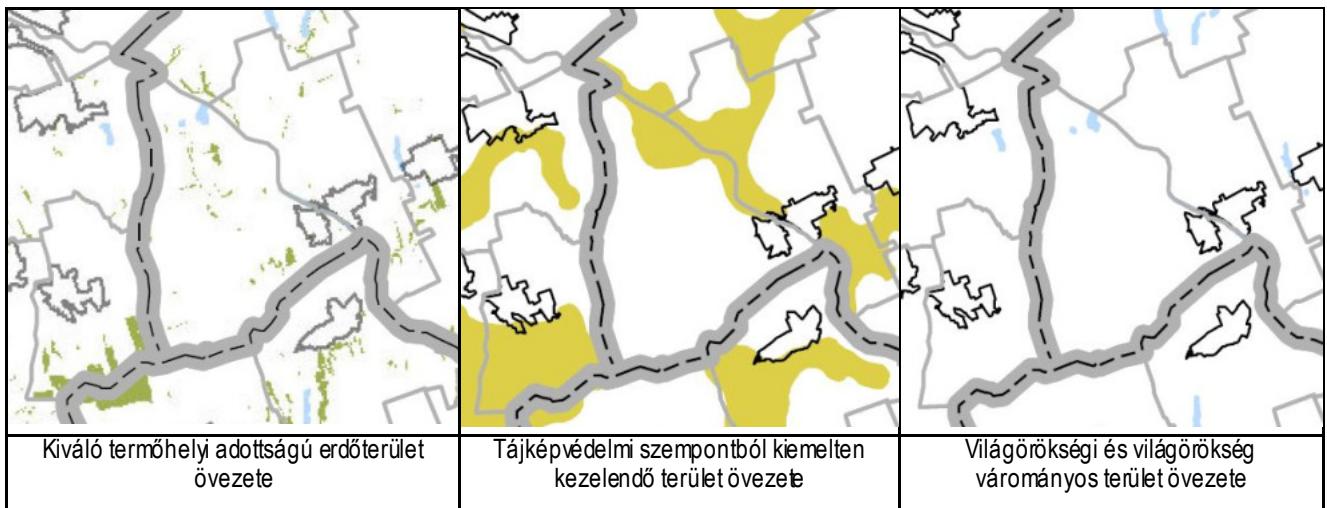 Kiváló termőhelyi adottságú erdőterület
övezete
Tájképvédelmi szempontból kiemelten
kezelendő terület övezete
Világörökségi és világörökség
várományos terület övezete